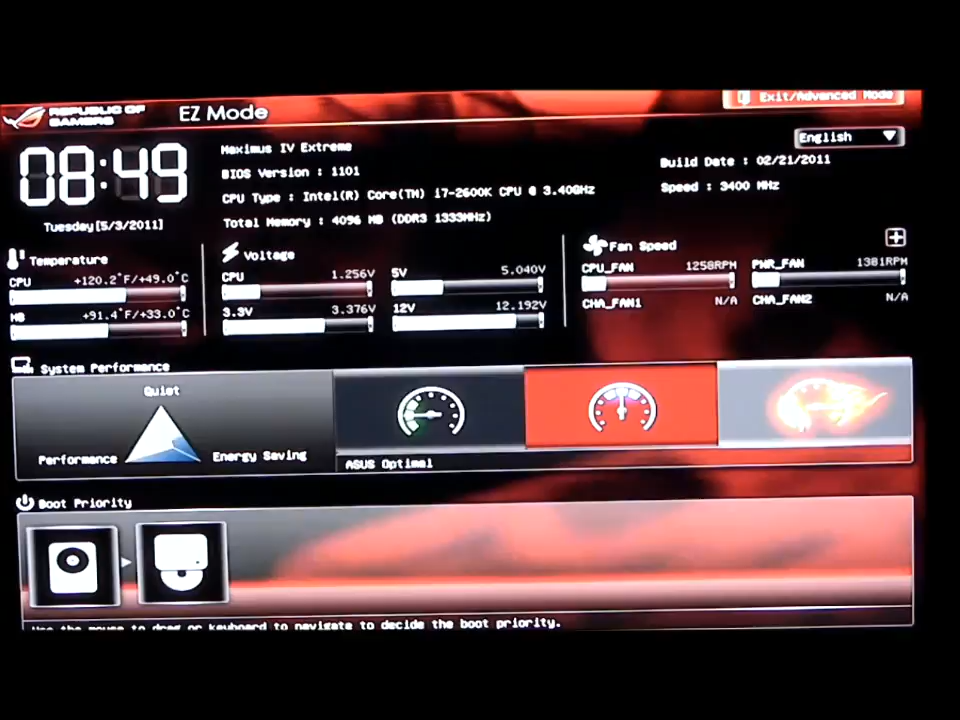 REPUBLIC OF
GAMERS
EZ Mode
Exit/Advanced Mode
English
08:49
Tuesday[5/3/2011]
Maximus IV Extreme
BIOS Version : 1101
CPU Type : Intel(R) Core(TM) i7-2600K CPU @ 3.40GHz
Total Memory : 4096 MB (DDR3 1333MHz)
Build Date : 02/21/2011
Speed : 3400 MHz
Temperature
CPU +120.2°F/+49.0°C
MB +91.4°F/+33.0°C
Voltage
CPU 1.256V 5V 5.040V
3.3V 3.376V 12V 12.192V
Fan Speed
CPU_FAN 1258RPM PWR_FAN 1381RPM
CHA_FAN1 N/A CHA_FAN2 N/A
System Performance
Quiet
Performance Energy Saving
ASUS Optimal
Boot Priority
Use the mouse to drag or keyboard to navigate to decide the boot priority.